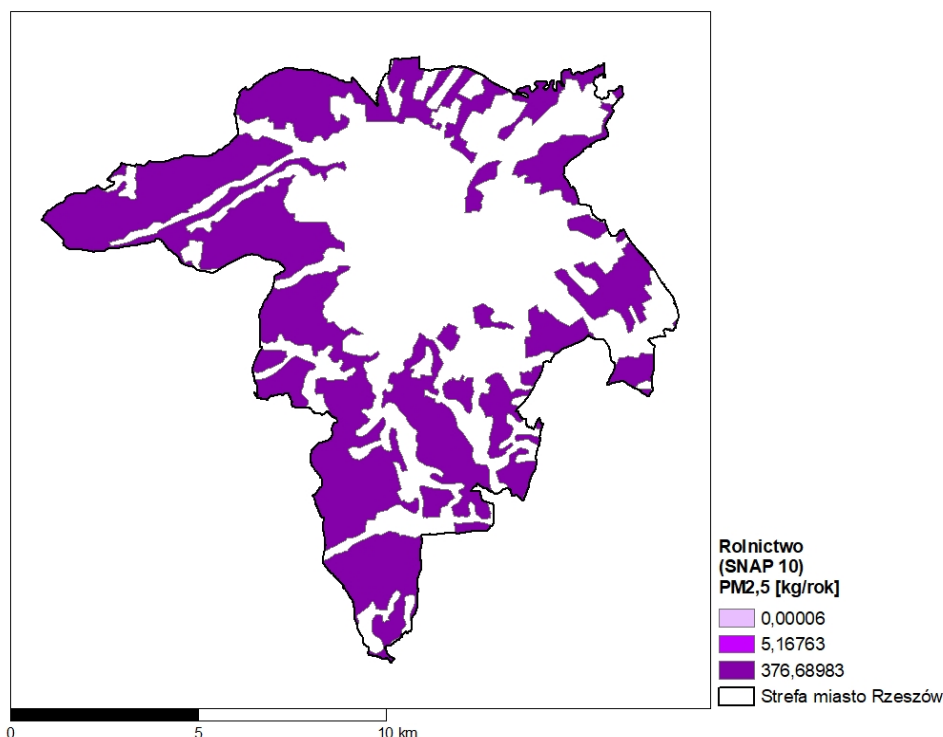 Rolnictwo
(SNAP 10)
PM2,5 [kg/rok]
0,00006
5,16763
376,68983
Strefa miasto Rzeszów
0 5 10 km